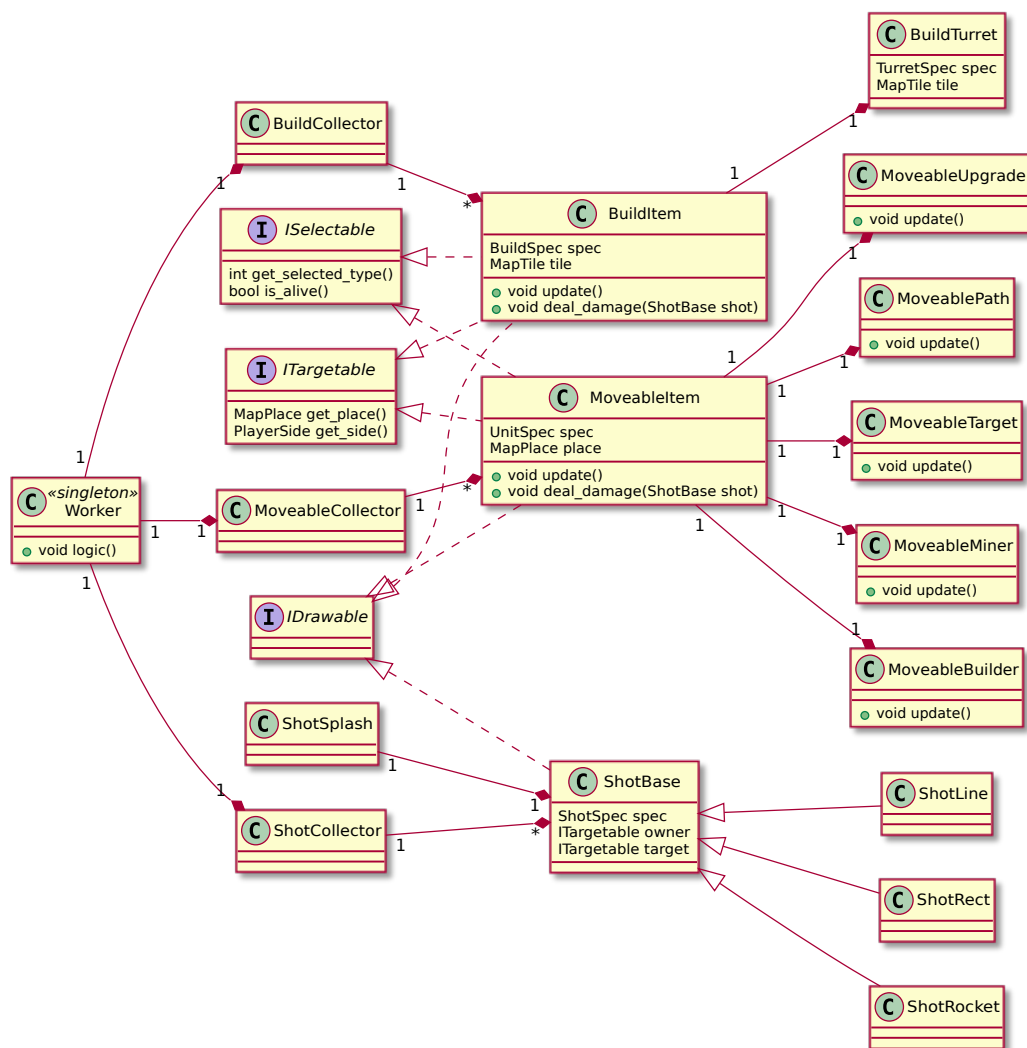 C BuildTurret
TurretSpec spec
MapTile tile
C BuildCollector
1
1
1
1
*
1
C MoveableUpgrade
void update()
1
C BuildItem
BuildSpec spec
MapTile tile
void update()
void deal_damage(ShotBase shot)
I ISelectable
int get_selected_type()
bool is_alive()
C MoveablePath
void update()
1
1
1
I ITargetable
MapPlace get_place()
PlayerSide get_side()
C MoveableItem
UnitSpec spec
MapPlace place
void update()
void deal_damage(ShotBase shot)
C MoveableTarget
void update()
1
1
C «singleton»
Worker
void logic()
1
1
1
C MoveableCollector
1
*
C MoveableMiner
void update()
1
1
1
1
C MoveableBuilder
void update()
I IDrawable
C ShotSplash
1
1
C ShotBase
ShotSpec spec
ITargetable owner
ITargetable target
1
C ShotCollector
1
*
C ShotLine
C ShotRect
C ShotRocket